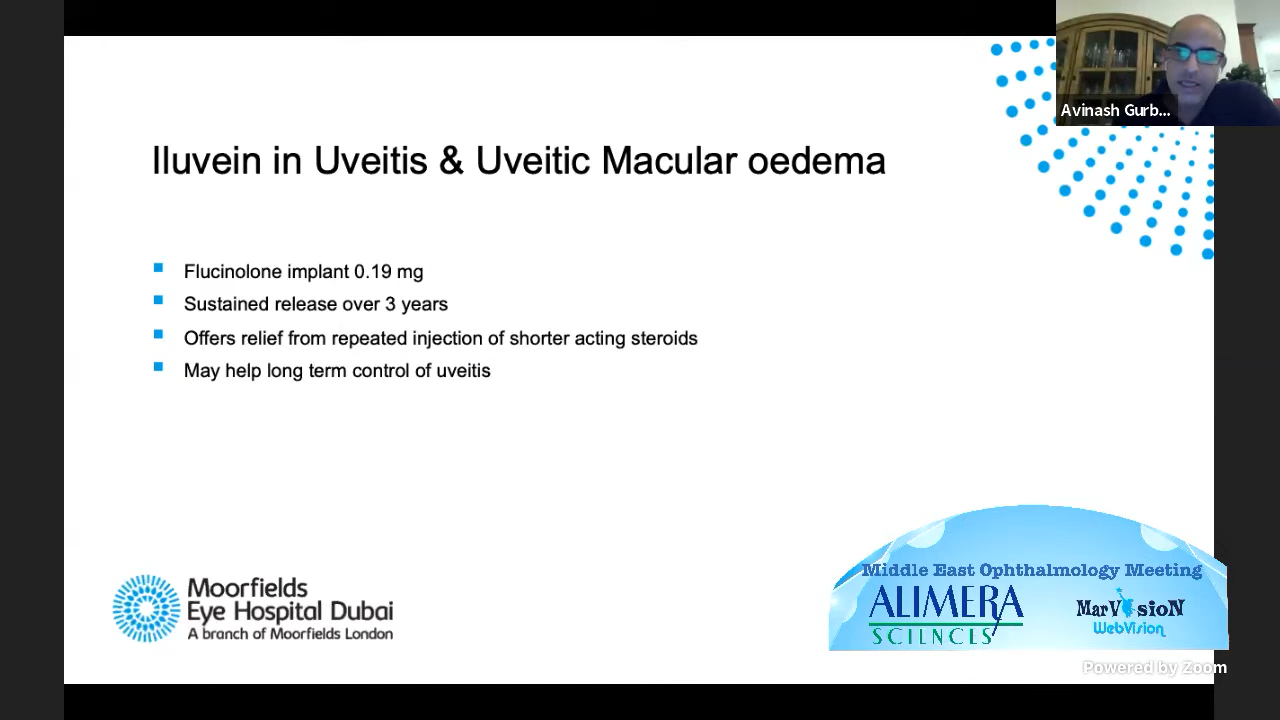 Avinash Gurb...
Iluvein in Uveitis & Uveitic Macular oedema
Flucinolone implant 0.19 mg
Sustained release over 3 years
Offers relief from repeated injection of shorter acting steroids
May help long term control of uveitis
Moorfields
Eye Hospital Dubai
A branch of Moorfields London
Middle East Ophthalmology Meeting
ALIMERA
SCIENCES
MarVisioN
WebVision
Powered by Zoom